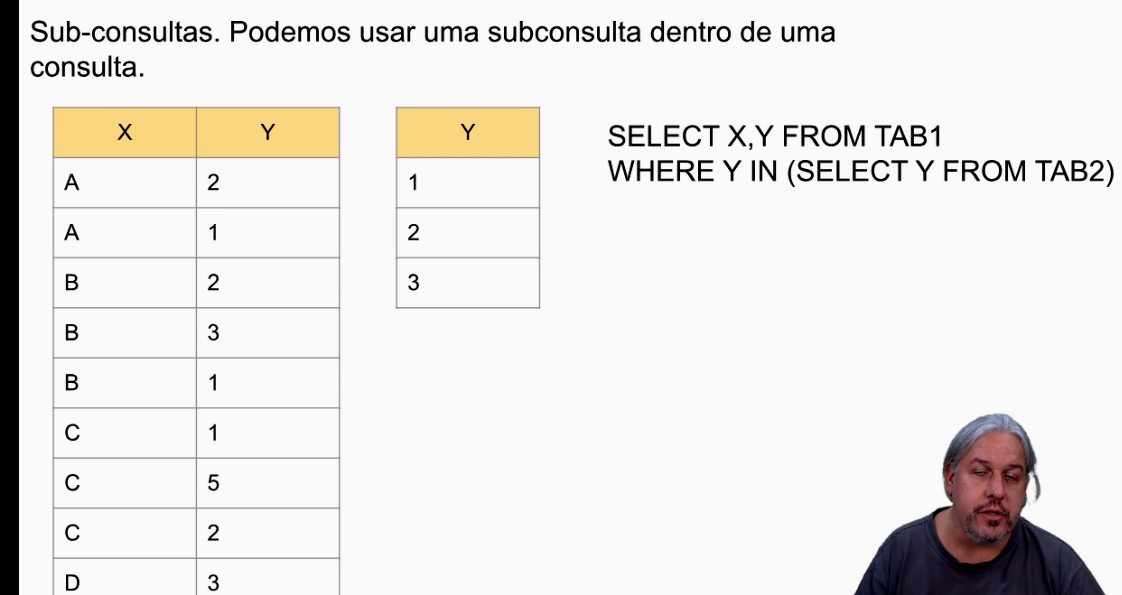 Sub-consultas. Podemos usar uma subconsulta dentro de uma
consulta.
X Y
A 2
A 1
B 2
B 3
B 1
C 1
C 5
C 2
D 3
Y
1
2
3
SELECT X,Y FROM TAB1
WHERE Y IN (SELECT Y FROM TAB2)